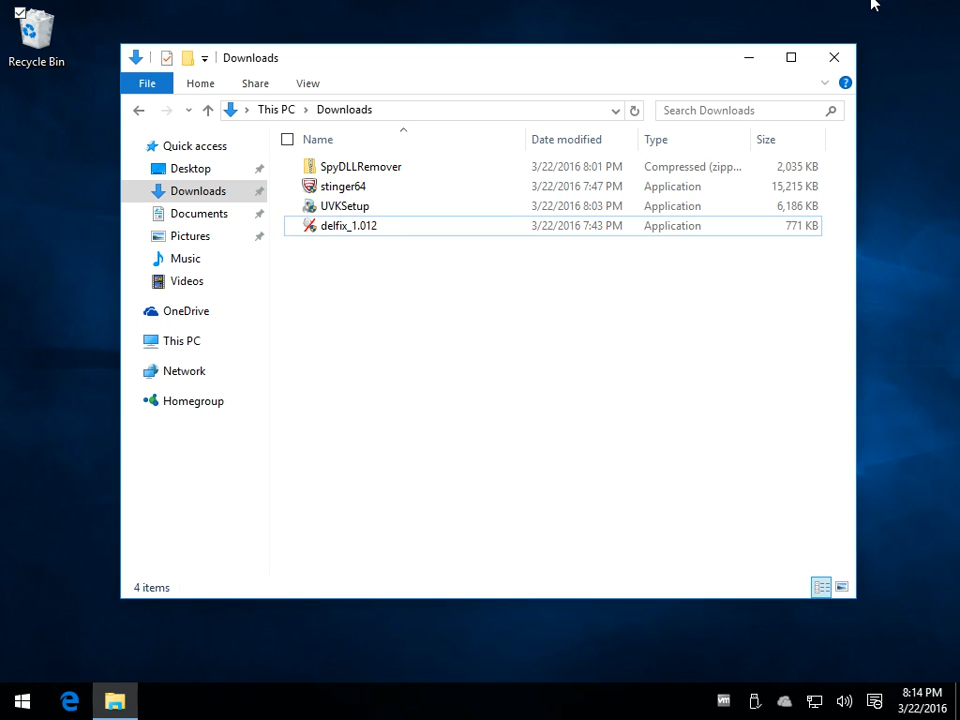 Recycle Bin
Downloads
File Home Share View
This PC Downloads
Search Downloads
Name Date modified Type Size
Quick access
Desktop
Downloads
Documents
Pictures
Music
Videos
OneDrive
This PC
Network
Homegroup
SpyDLLRemover 3/22/2016 8:01 PM Compressed (zipp... 2,035 KB
stinger64 3/22/2016 7:47 PM Application 15,215 KB
UVKSetup 3/22/2016 8:03 PM Application 6,186 KB
delfix_1.012 3/22/2016 7:43 PM Application 771 KB
4 items
vm
8:14 PM
3/22/2016